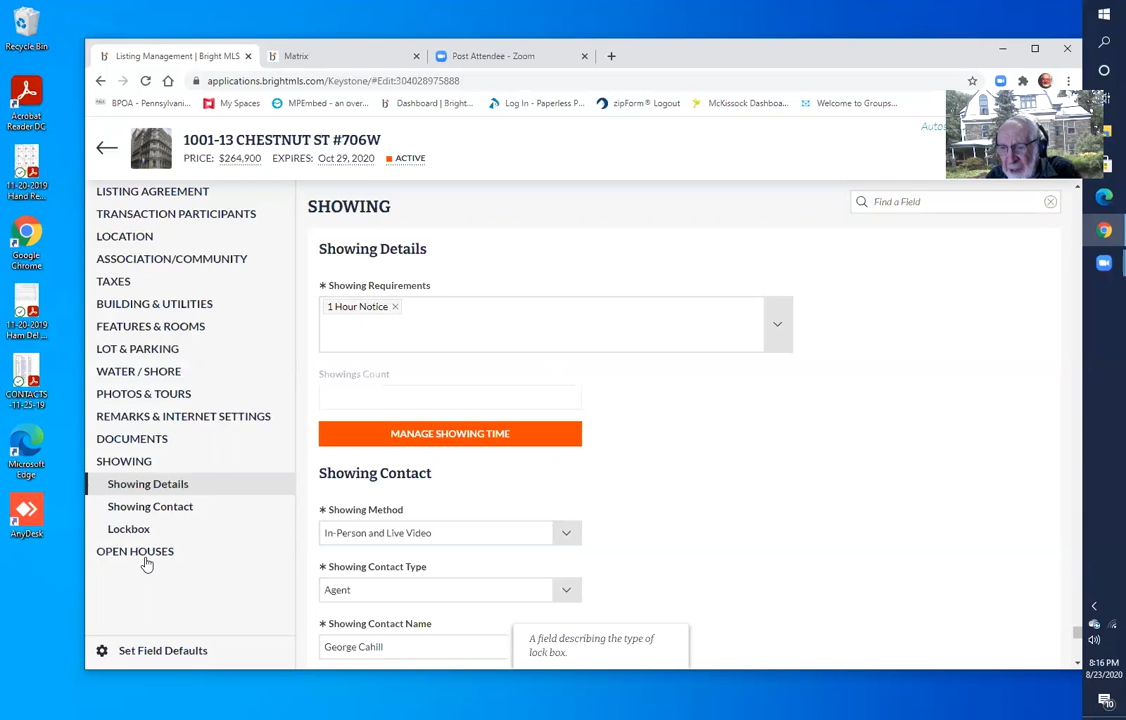 Recycle Bin
Acrobat
Reader DC
11-20-2019
Hand Re...
Google
Chrome
11-20-2019
Ham Del ...
CONTACTS
-11-25-19
Microsoft
Edge
AnyDesk
Listing Management | Bright MLS
Matrix
Post Attendee - Zoom
applications.brightmls.com/Keystone/#Edit:304028975888
BPOA - Pennsylvani...
My Spaces
MPEmbed - an over...
Dashboard | Bright...
Log In - Paperless P...
zipForm® Logout
McKissock Dashboa...
Welcome to Groups...
1001-13 CHESTNUT ST #706W
PRICE: $264,900 EXPIRES: Oct 29, 2020 ACTIVE
Autos
LISTING AGREEMENT
TRANSACTION PARTICIPANTS
LOCATION
ASSOCIATION/COMMUNITY
TAXES
BUILDING & UTILITIES
FEATURES & ROOMS
LOT & PARKING
WATER / SHORE
PHOTOS & TOURS
REMARKS & INTERNET SETTINGS
DOCUMENTS
SHOWING
Showing Details
Showing Contact
Lockbox
OPEN HOUSES
Set Field Defaults
SHOWING
Find a Field
Showing Details
* Showing Requirements
1 Hour Notice
Showings Count
MANAGE SHOWING TIME
Showing Contact
* Showing Method
In-Person and Live Video
* Showing Contact Type
Agent
* Showing Contact Name
George Cahill
A field describing the type of
lock box.
8:16 PM
8/23/2020
10